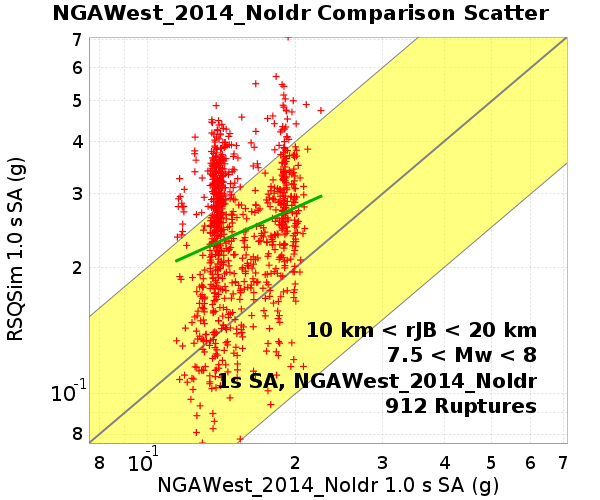 NGAWest_2014_NoIdr Comparison Scatter
7
6
5
4
3
2
10-1
8
RSQSim 1.0 s SA (g)
10 km < rJB < 20 km
7.5 < Mw < 8
1s SA, NGAWest_2014_NoIdr
912 Ruptures
8 10-1 2 3 4 5 6 7
NGAWest_2014_NoIdr 1.0 s SA (g)